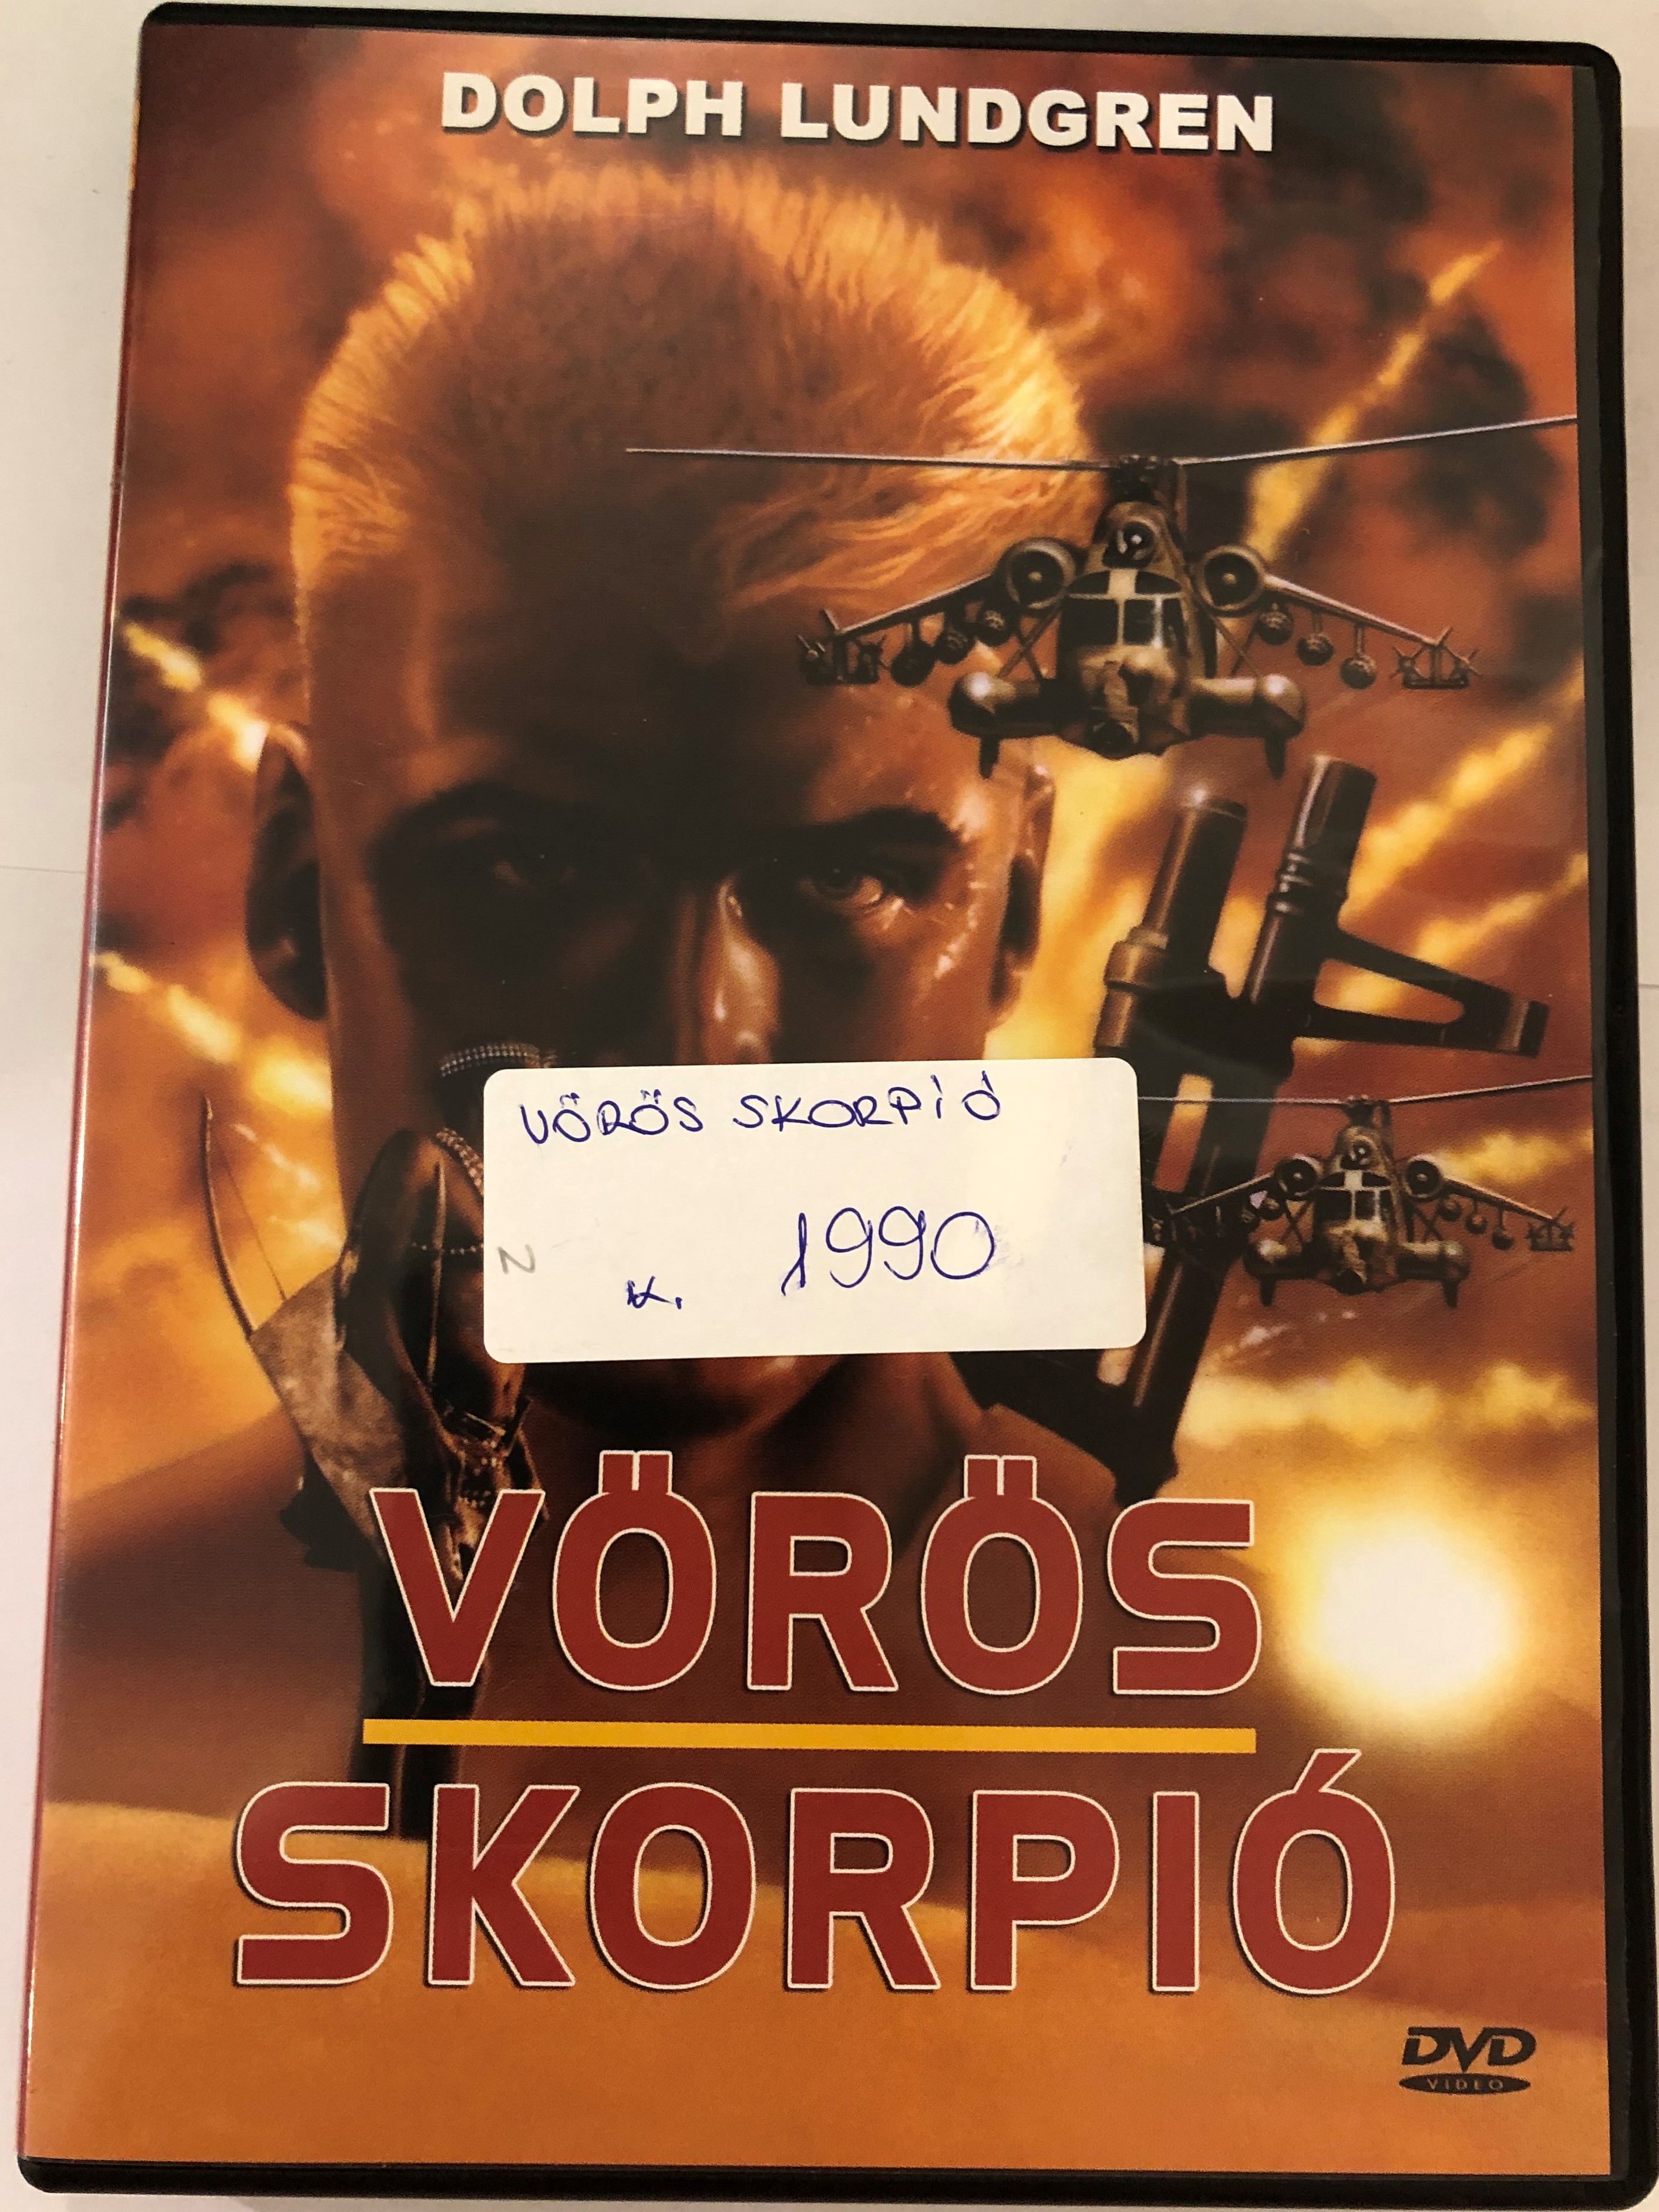 DOLPH LUNDGREN
VÖRÖS SKORPIÓ
N
K. 1990
VÖRÖS
SKORPIÓ
DVD
VIDEO